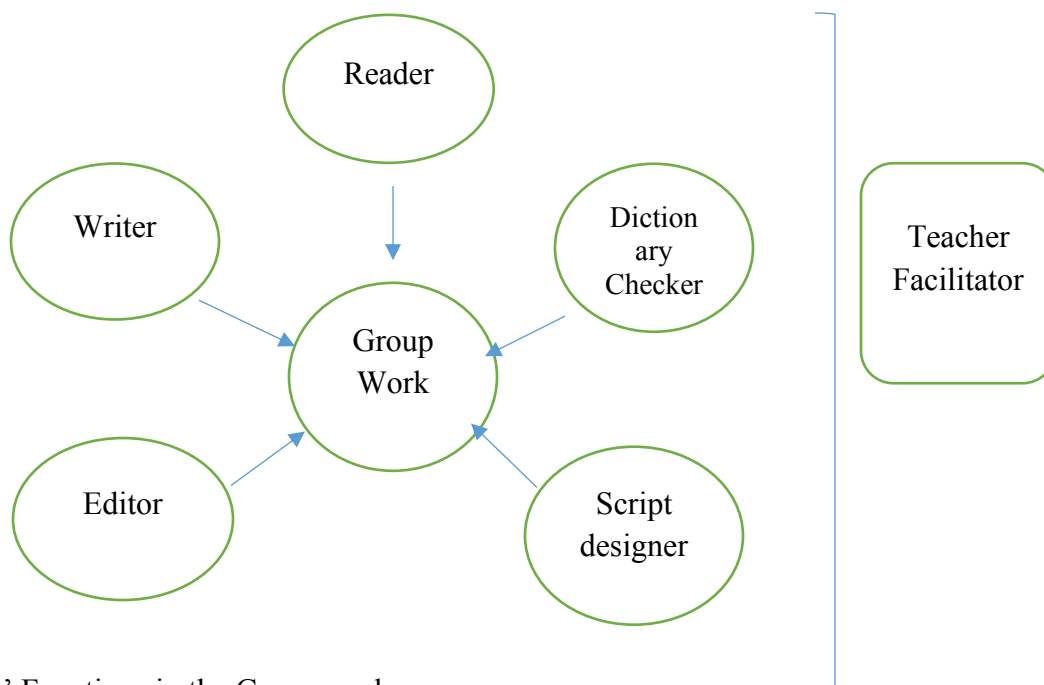 Reader
Writer
Diction
ary
Checker
Teacher
Facilitator
Group
Work
Editor
Script
designer